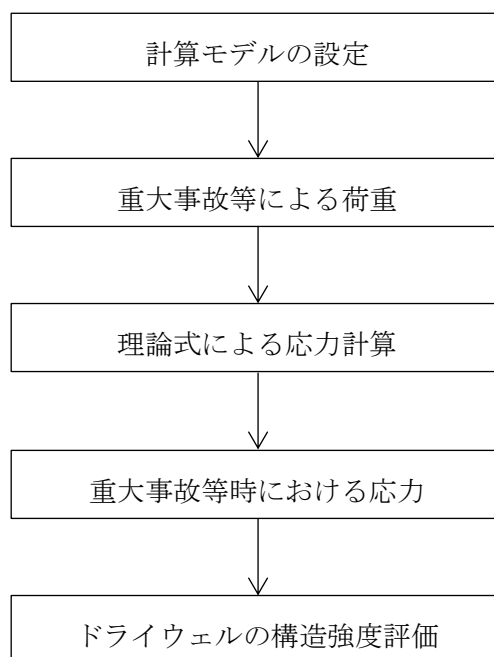 計算モデルの設定
重大事故等による荷重
理論式による応力計算
重大事故等時における応力
ドライウェルの構造強度評価